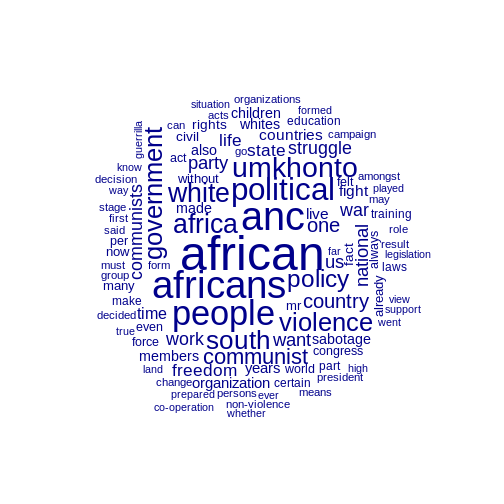 situation organizations
acts children formed
guerrilla can rights whites education
civil life countries campaign
act also go state struggle
know party umkhonto amongst
decision without felt fight played
way communists government white political may
stage made anc live war training
first africa one role
said african far fact national always result
per us legislation
now africans policy laws
must form already
group
many people mr country view
make support
decided time violence went
true even south want sabotage
force work communist congress
members
land freedom years world part high
change organization certain president
prepared persons ever means
co-operation non-violence
whether